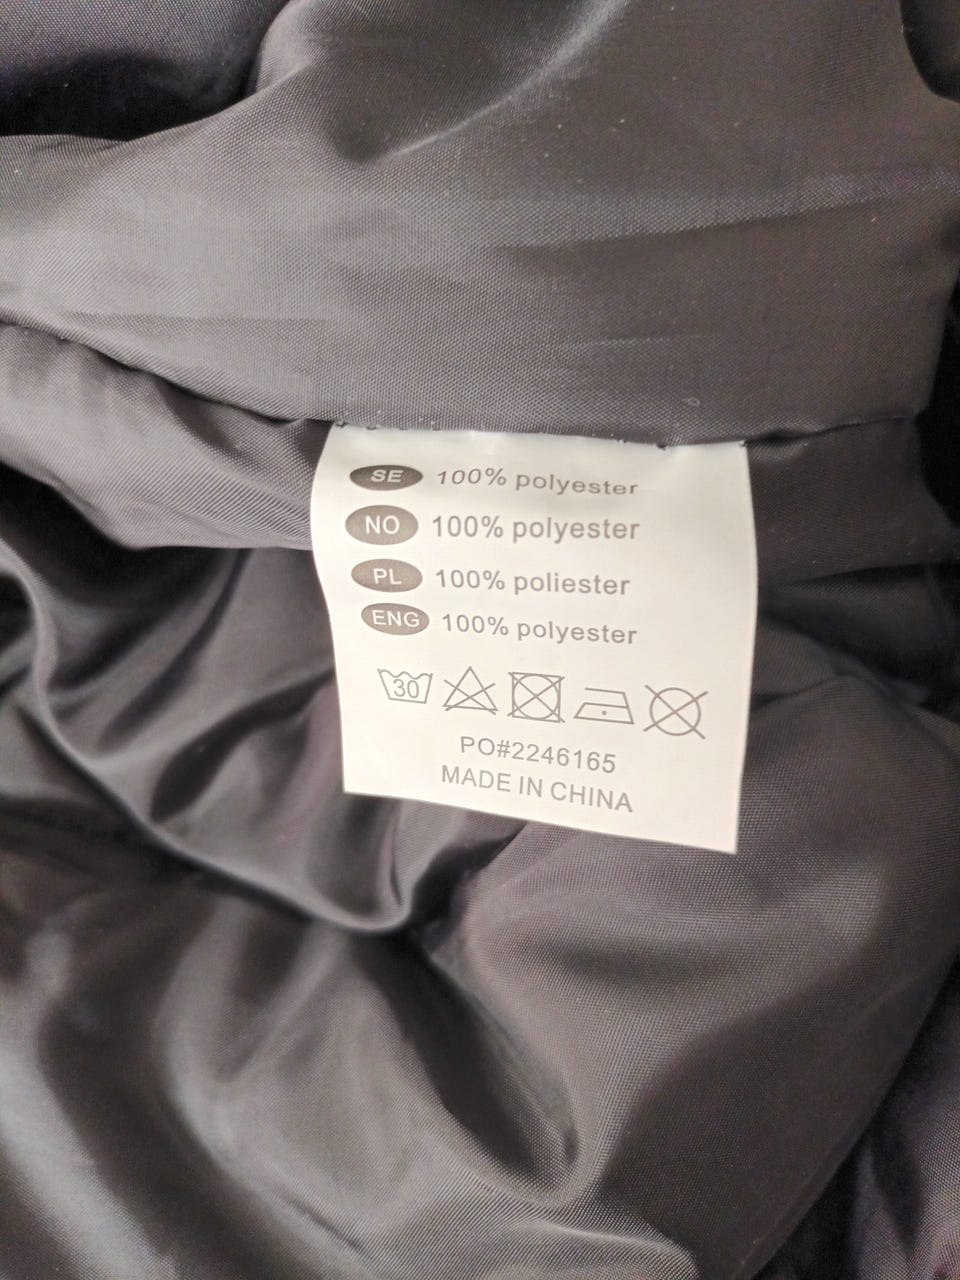 SE 100% polyester
NO 100% polyester
PL 100% poliester
ENG 100% polyester
30
PO#2246165
MADE IN CHINA